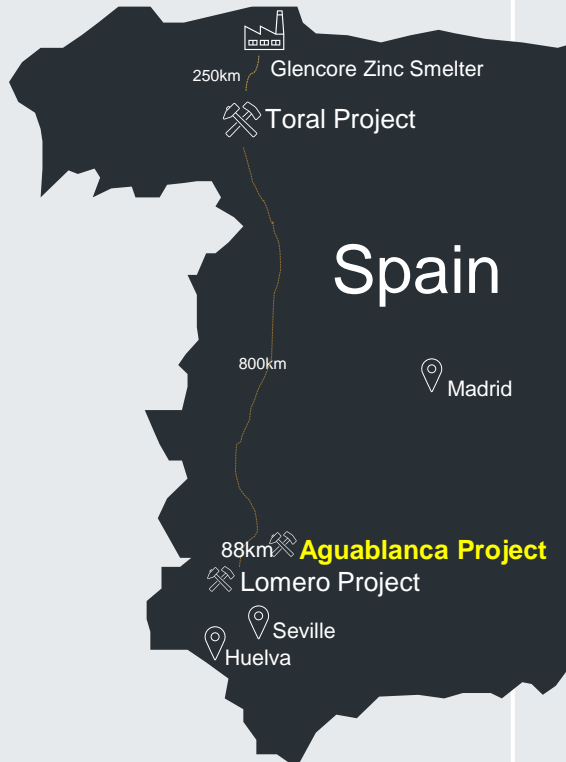 Glencore Zinc Smelter
250km
Toral Project
Spain
800km
Madrid
88km
Aguablanca Project
Lomero Project
Seville
Huelva